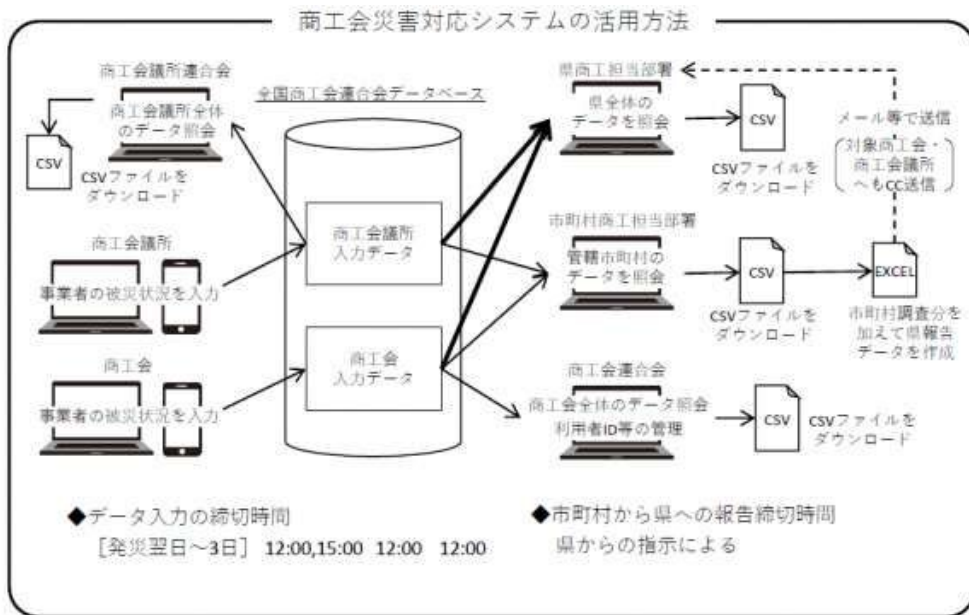 商工会災害対応システムの活用方法
商工会議所連合会
商工会議所全体
のデータ照会
CSV
CSVファイルを
ダウンロード
商工会議所
事業者の被災状況を入力
商工会
事業者の被災状況を入力
全国商工会連合会データベース
商工会議所
入力データ
商工会
入力データ
県商工担当部署
県全体の
データを照会
CSV
CSVファイルを
ダウンロード
メール等で送信
対象商工会・
商工会議所
へもCC送信
市町村商工担当部署
管轄市町村の
データを照会
CSV
CSVファイルを
ダウンロード
EXCEL
市町村調査分を
加えて県報告
データを作成
商工会連合会
商工会全体のデータ照会
利用者ID等の管理
CSV
CSVファイルを
ダウンロード
◆データ入力の締切時間
[発災翌日~3日] 12:00,15:00 12:00 12:00
◆市町村から県への報告締切時間
県からの指示による